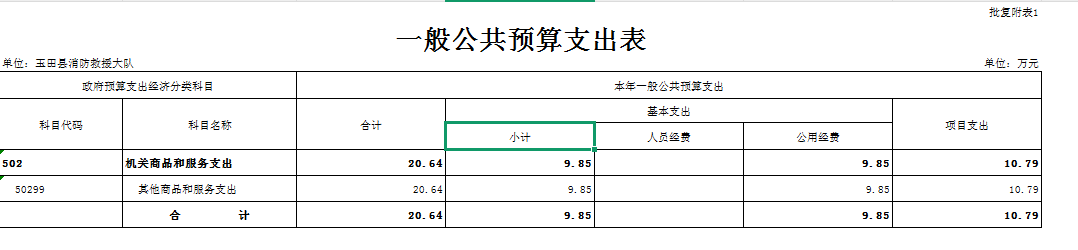 批复附表1
一般公共预算支出表
单位：玉田县消防救援大队 单位：万元
政府预算支出经济分类科目 本年一般公共预算支出
科目代码 科目名称 合计 基本支出 项目支出
小计 人员经费 公用经费
502 机关商品和服务支出 20.64 9.85 9.85 10.79
50299 其他商品和服务支出 20.64 9.85 9.85 10.79
合 计 20.64 9.85 9.85 10.79